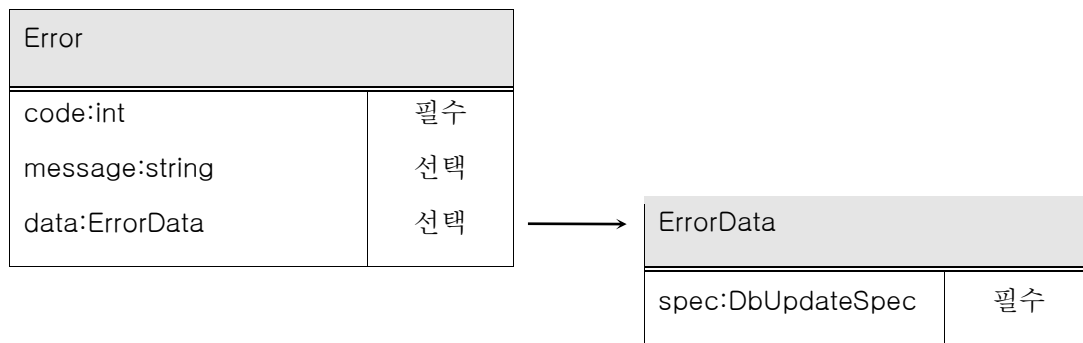 Error
code:int 필수
message:string 선택
data:ErrorData 선택
ErrorData
spec:DbUpdateSpec 필수